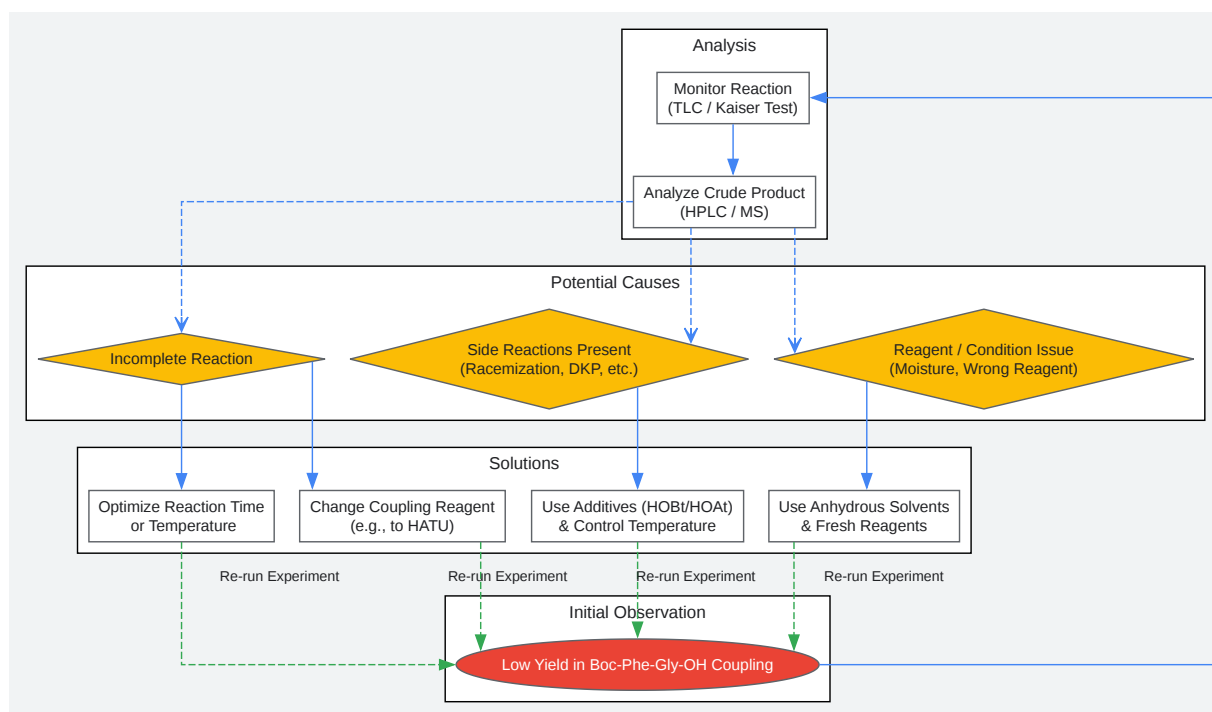 Analysis
Monitor Reaction
(TLC / Kaiser Test)
Analyze Crude Product
(HPLC / MS)
Potential Causes
Incomplete Reaction
Side Reactions Present
(Racemization, DKP, etc.)
Reagent / Condition Issue
(Moisture, Wrong Reagent)
Solutions
Optimize Reaction Time
or Temperature
Change Coupling Reagent
(e.g., to HATU)
Use Additives (HOBt/HOAt)
& Control Temperature
Use Anhydrous Solvents
& Fresh Reagents
Re-run Experiment
Re-run Experiment
Re-run Experiment
Re-run Experiment
Initial Observation
Low Yield in Boc-Phe-Gly-OH Coupling